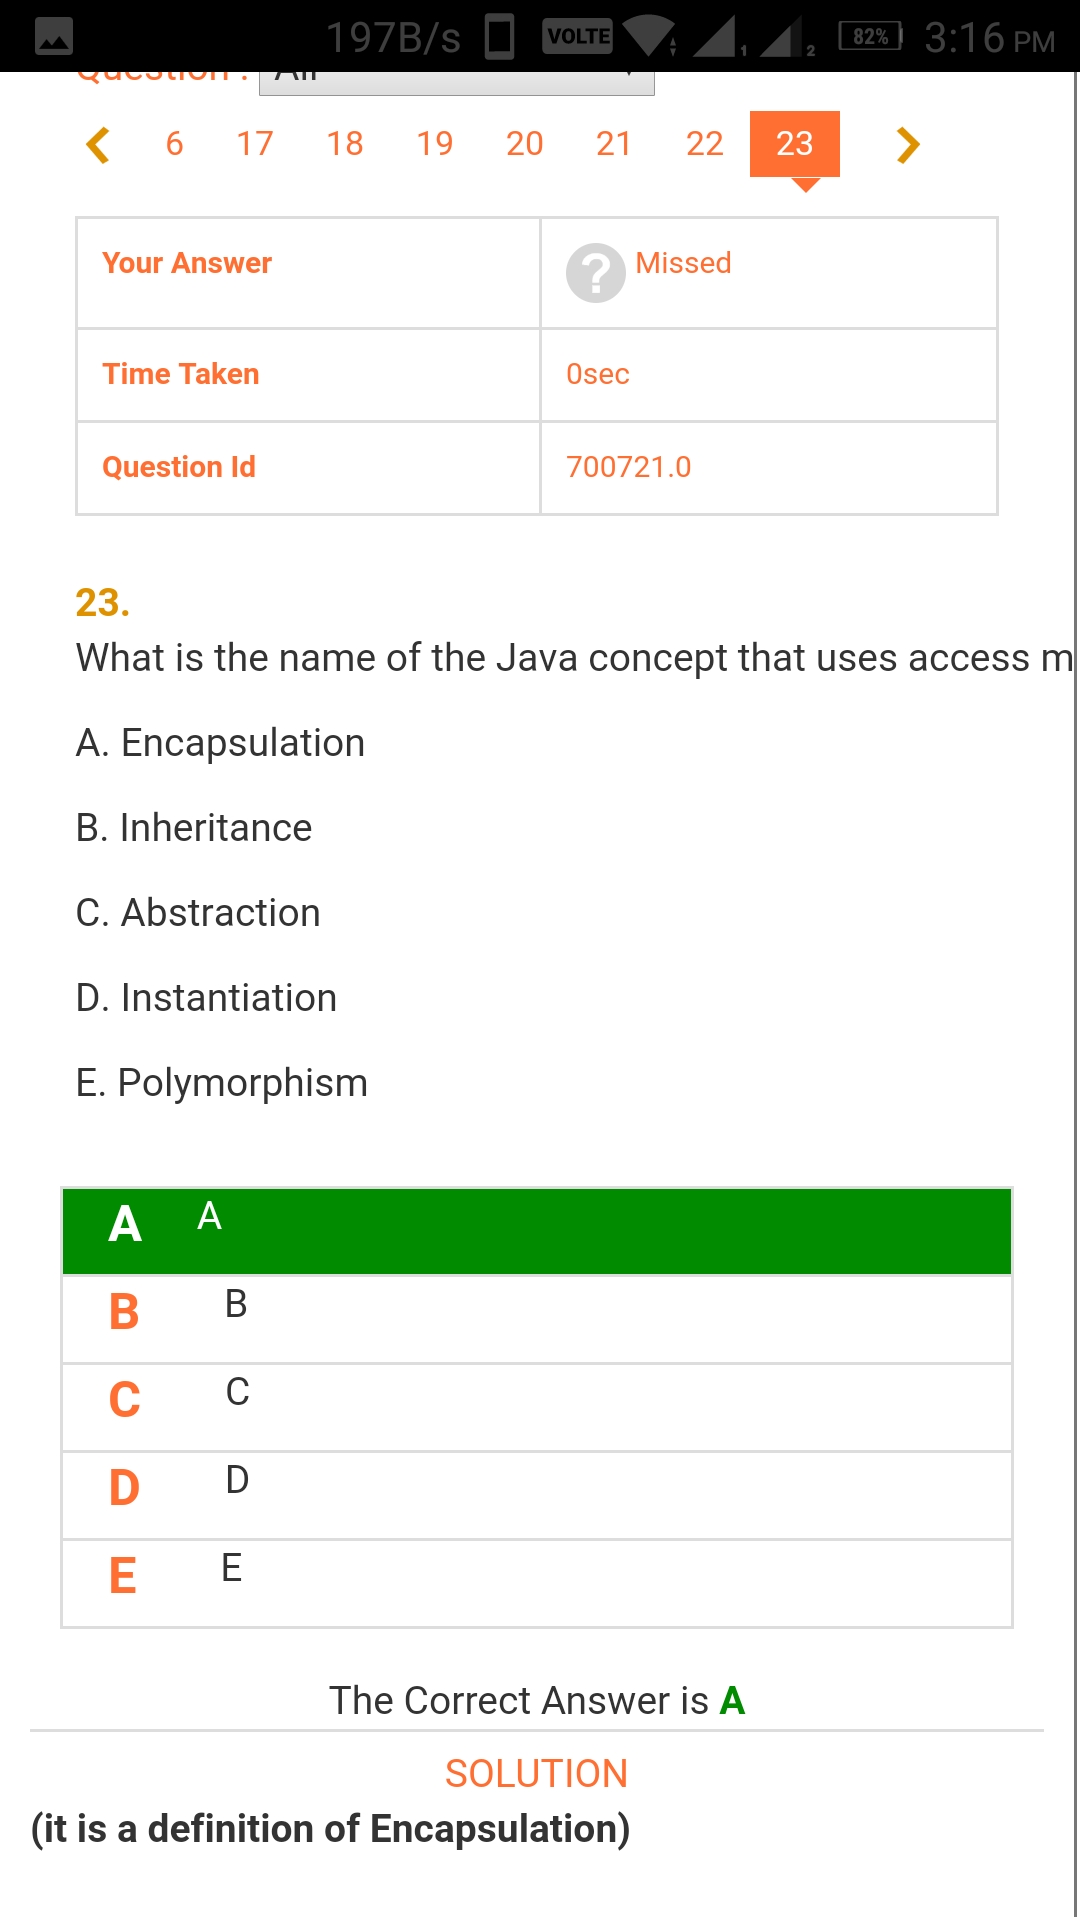 197B/s VOLTE 1 2 82% 3:16 PM
Question : All
6 17 18 19 20 21 22 23
Your Answer ? Missed
Time Taken 0sec
Question Id 700721.0
23.
What is the name of the Java concept that uses access m
A. Encapsulation
B. Inheritance
C. Abstraction
D. Instantiation
E. Polymorphism
A A
B B
C C
D D
E E
The Correct Answer is A
SOLUTION
(it is a definition of Encapsulation)